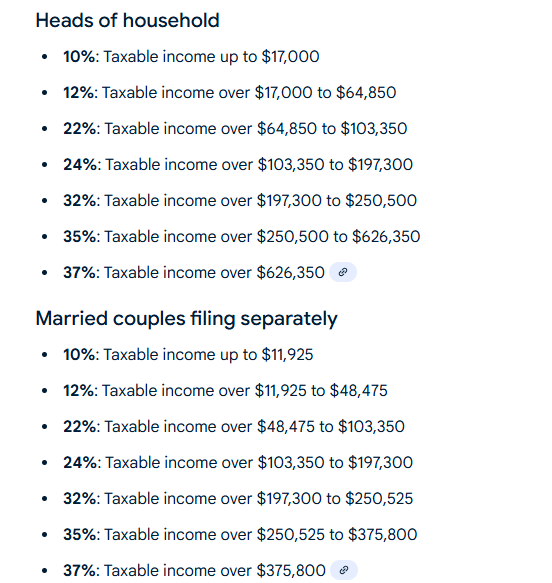 Heads of household
10%: Taxable income up to $17,000
12%: Taxable income over $17,000 to $64,850
22%: Taxable income over $64,850 to $103,350
24%: Taxable income over $103,350 to $197,300
32%: Taxable income over $197,300 to $250,500
35%: Taxable income over $250,500 to $626,350
37%: Taxable income over $626,350
Married couples filing separately
10%: Taxable income up to $11,925
12%: Taxable income over $11,925 to $48,475
22%: Taxable income over $48,475 to $103,350
24%: Taxable income over $103,350 to $197,300
32%: Taxable income over $197,300 to $250,525
35%: Taxable income over $250,525 to $375,800
37%: Taxable income over $375,800